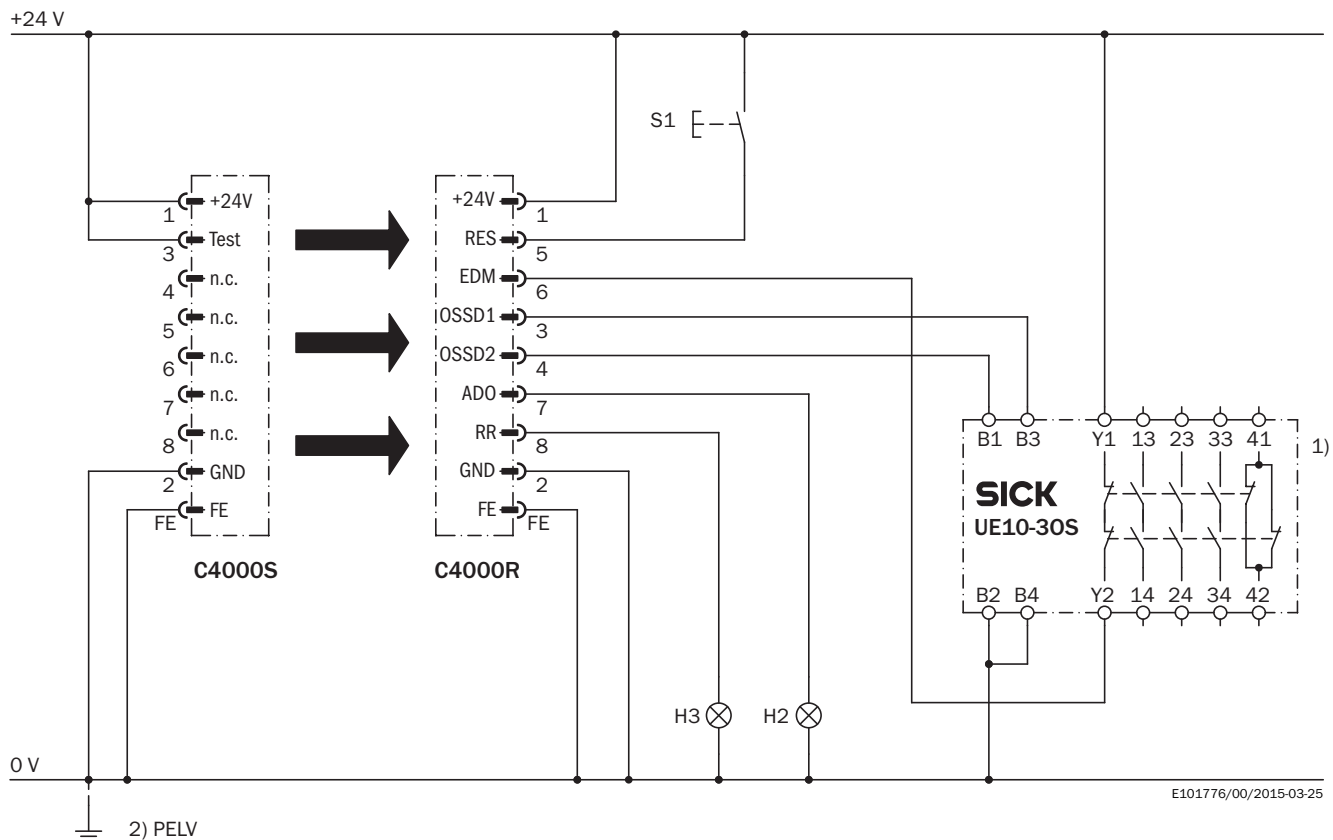 +24 V
S1
+24V
1
Test
3
n.c.
4
n.c.
5
n.c.
6
n.c.
7
n.c.
8
GND
2
FE
FE
C4000S
+24V
1
RES
5
EDM
6
OSSD1
3
OSSD2
4
ADO
7
RR
8
GND
2
FE
FE
C4000R
B1 B3 Y1 13 23 33 41
1)
SICK
UE10-30S
B2 B4 Y2 14 24 34 42
H3
H2
0 V
E101776/00/2015-03-25
2) PELV